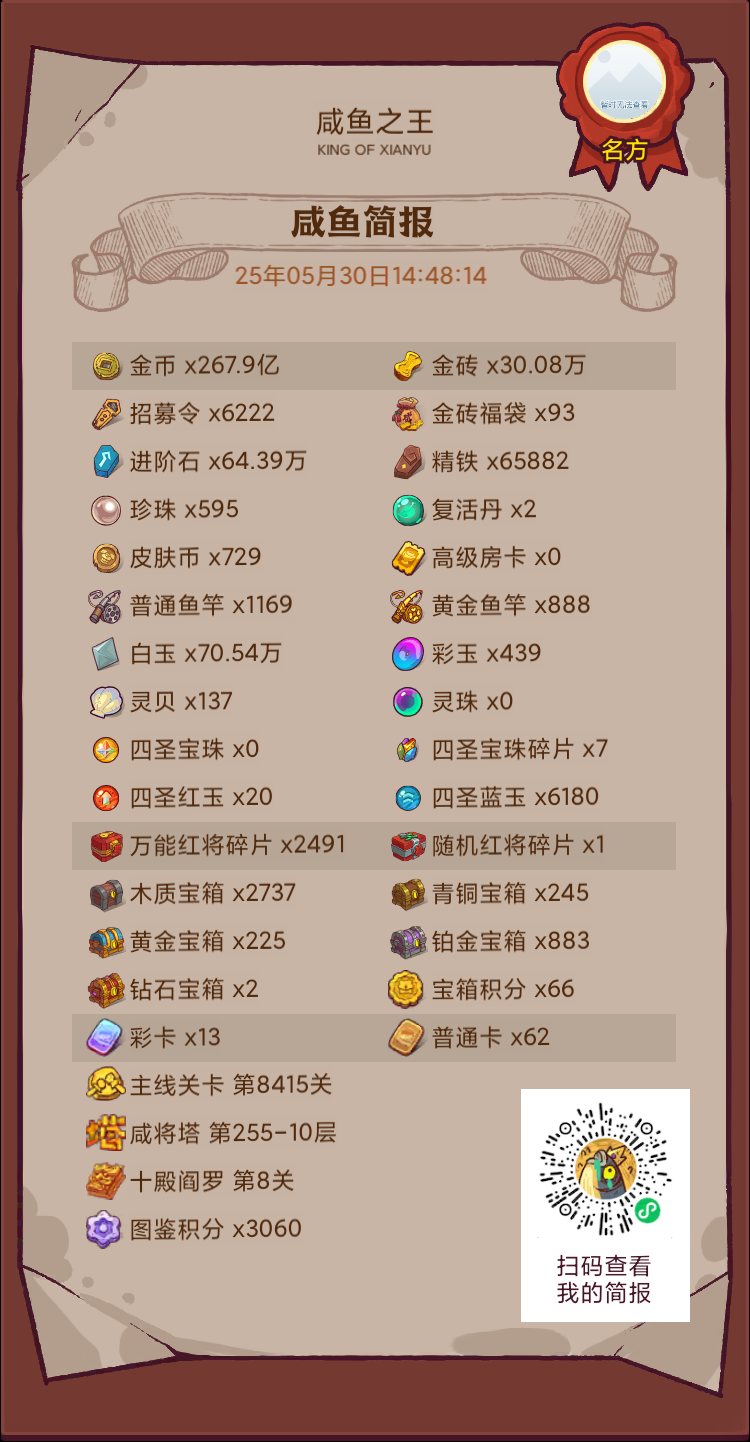 暂时无法查看
名方
咸鱼之王
KING OF XIANYU
咸鱼简报
25年05月30日14:48:14
金币 x267.9亿 金砖 x30.08万
招募令 x6222 金砖福袋 x93
进阶石 x64.39万 精铁 x65882
珍珠 x595 复活丹 x2
皮肤币 x729 高级房卡 x0
普通鱼竿 x1169 黄金鱼竿 x888
白玉 x70.54万 彩玉 x439
灵贝 x137 灵珠 x0
四圣宝珠 x0 四圣宝珠碎片 x7
四圣红玉 x20 四圣蓝玉 x6180
万能红将碎片 x2491 随机红将碎片 x1
木质宝箱 x2737 青铜宝箱 x245
黄金宝箱 x225 铂金宝箱 x883
钻石宝箱 x2 宝箱积分 x66
彩卡 x13 普通卡 x62
主线关卡 第8415关
咸将塔 第255-10层
十殿阎罗 第8关
图鉴积分 x3060
扫码查看
我的简报